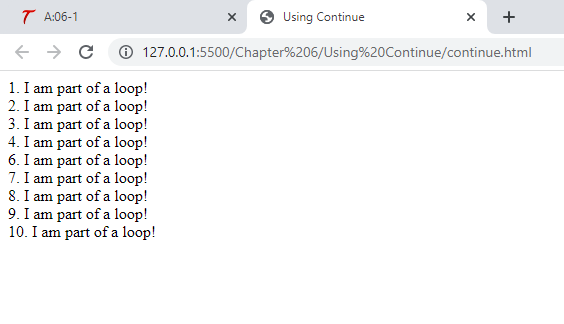 A:06-1
Using Continue
127.0.0.1:5500/Chapter%206/Using%20Continue/continue.html
1. I am part of a loop!
2. I am part of a loop!
3. I am part of a loop!
4. I am part of a loop!
6. I am part of a loop!
7. I am part of a loop!
8. I am part of a loop!
9. I am part of a loop!
10. I am part of a loop!